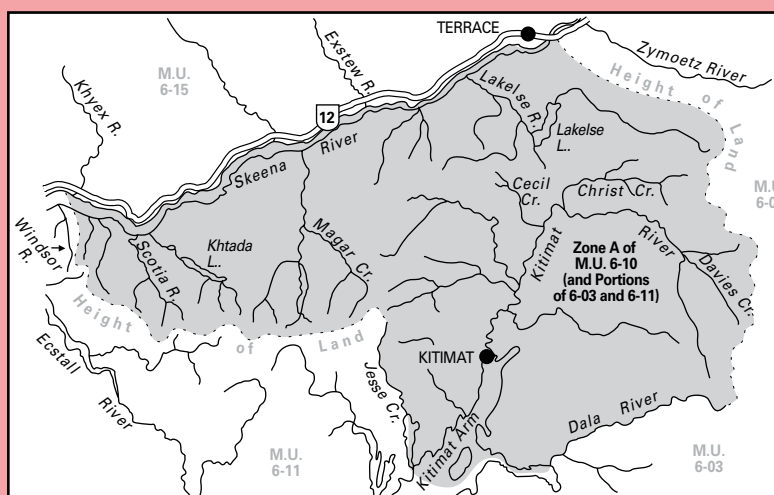 TERRACE
Exstew R.
Zymoetz River
M.U.
6-15
Khyex R.
Height of Land
Lakelse R.
12
Lakelse
L..
Skeena River
M.U.
Cecil
Cr.
Christ Cr.
Windsor
R.
Scotia R.
Khtada
L..
Magar Cr.
Kitimat River
Zone A of
M.U. 6-10
(and Portions
of 6-03 and 6-11)
Davies Cr.
Height of Land
Ecstall
River
KITIMAT
Jesse Cr.
Kitimat Arm
Dala River
M.U.
6-11
M.U.
6-03